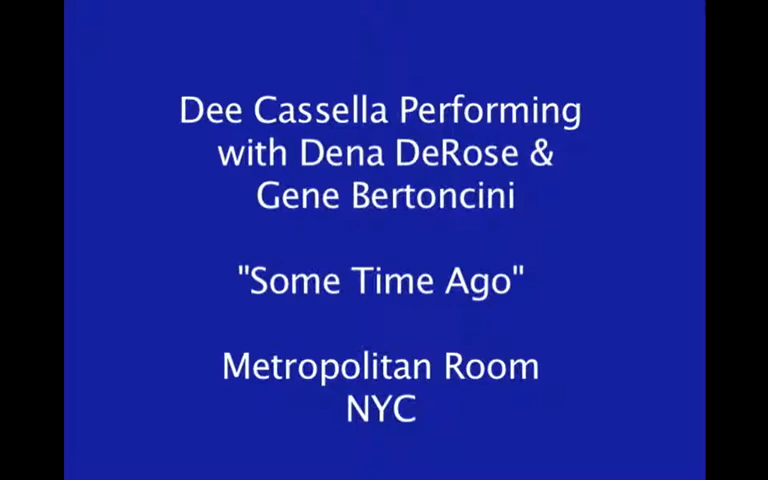 Dee Cassella Performing
with Dena DeRose &
Gene Bertoncini
"Some Time Ago"
Metropolitan Room
NYC